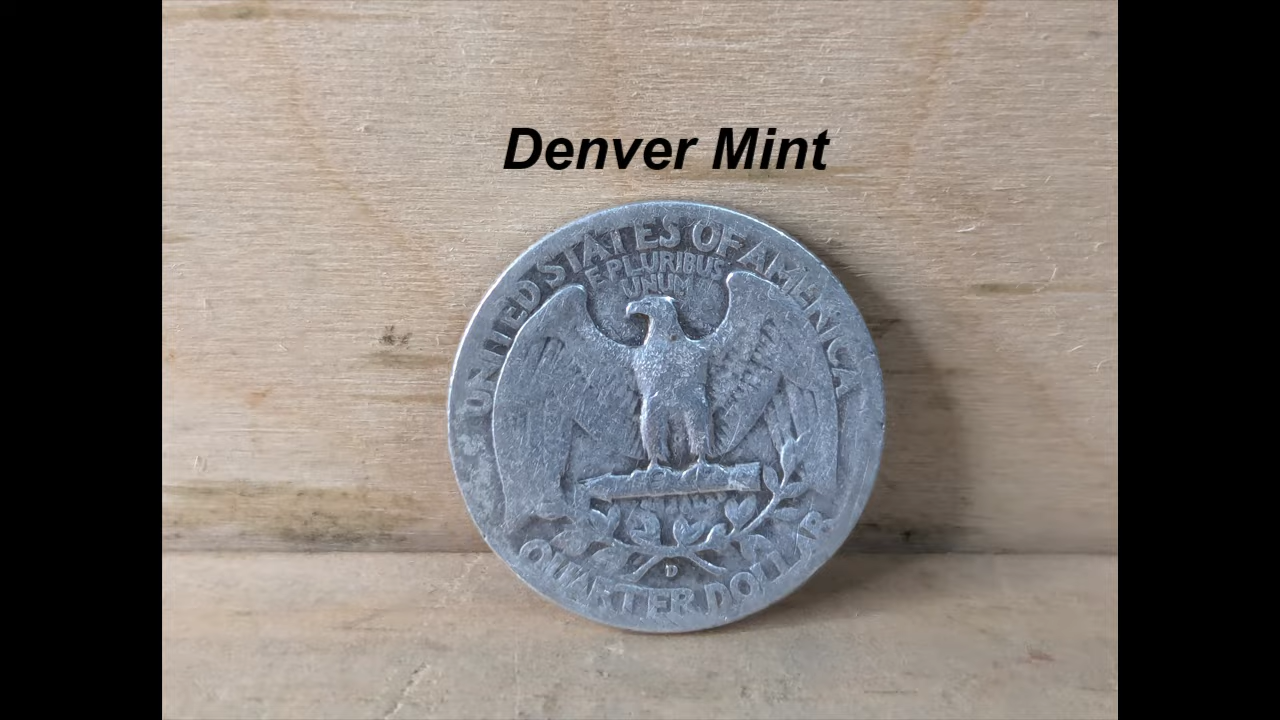 Denver Mint
UNITED STATES OF AMERICA
E PLURIBUS
UNUM
D
QUARTER DOLLAR